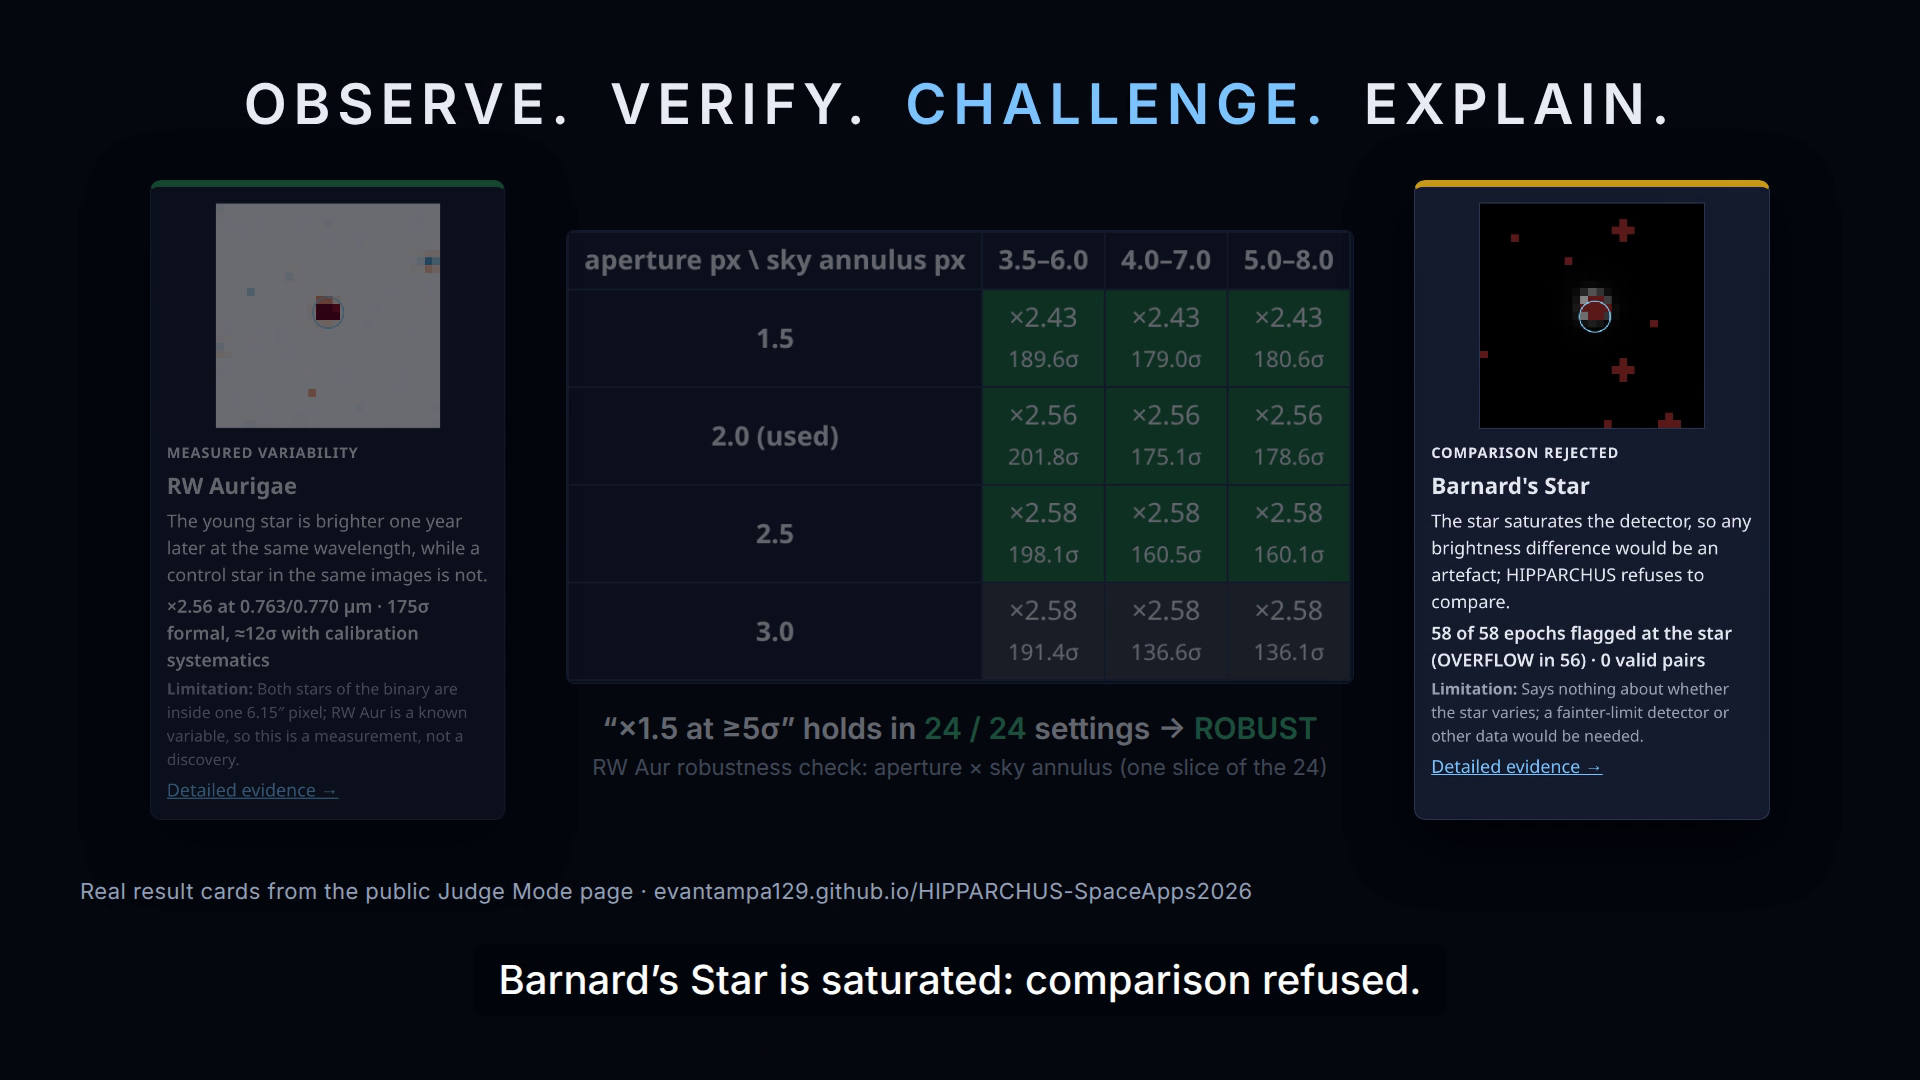 OBSERVE. VERIFY. CHALLENGE. EXPLAIN.
MEASURED VARIABILITY
RW Aurigae
The young star is brighter one year
later at the same wavelength, while a
control star in the same images is not.
×2.56 at 0.763/0.770 µm · 175σ
formal, ≈12σ with calibration
systematics
Limitation: Both stars of the binary are
inside one 6.15″ pixel; RW Aur is a known
variable, so this is a measurement, not a
discovery.
Detailed evidence →
aperture px \ sky annulus px 3.5–6.0 4.0–7.0 5.0–8.0
1.5 ×2.43 ×2.43 ×2.43
189.6σ 179.0σ 180.6σ
2.0 (used) ×2.56 ×2.56 ×2.56
201.8σ 175.1σ 178.6σ
2.5 ×2.58 ×2.58 ×2.58
198.1σ 160.5σ 160.1σ
3.0 ×2.58 ×2.58 ×2.58
191.4σ 136.6σ 136.1σ
“×1.5 at ≥5σ” holds in 24 / 24 settings → ROBUST
RW Aur robustness check: aperture × sky annulus (one slice of the 24)
COMPARISON REJECTED
Barnard's Star
The star saturates the detector, so any
brightness difference would be an
artefact; HIPPARCHUS refuses to
compare.
58 of 58 epochs flagged at the star
(OVERFLOW in 56) · 0 valid pairs
Limitation: Says nothing about whether
the star varies; a fainter-limit detector or
other data would be needed.
Detailed evidence →
Real result cards from the public Judge Mode page · evantampa129.github.io/HIPPARCHUS-SpaceApps2026
Barnard’s Star is saturated: comparison refused.